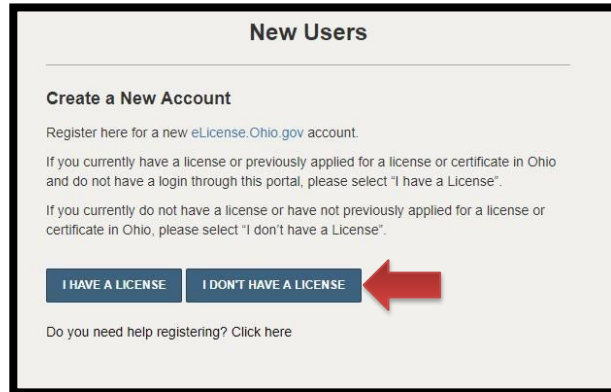 New Users
Create a New Account
Register here for a new eLicense.Ohio.gov account.
If you currently have a license or previously applied for a license or certificate in Ohio
and do not have a login through this portal, please select “I have a License”.
If you currently do not have a license or have not previously applied for a license or
certificate in Ohio, please select “I don’t have a License”.
I HAVE A LICENSE I DON'T HAVE A LICENSE
Do you need help registering? Click here